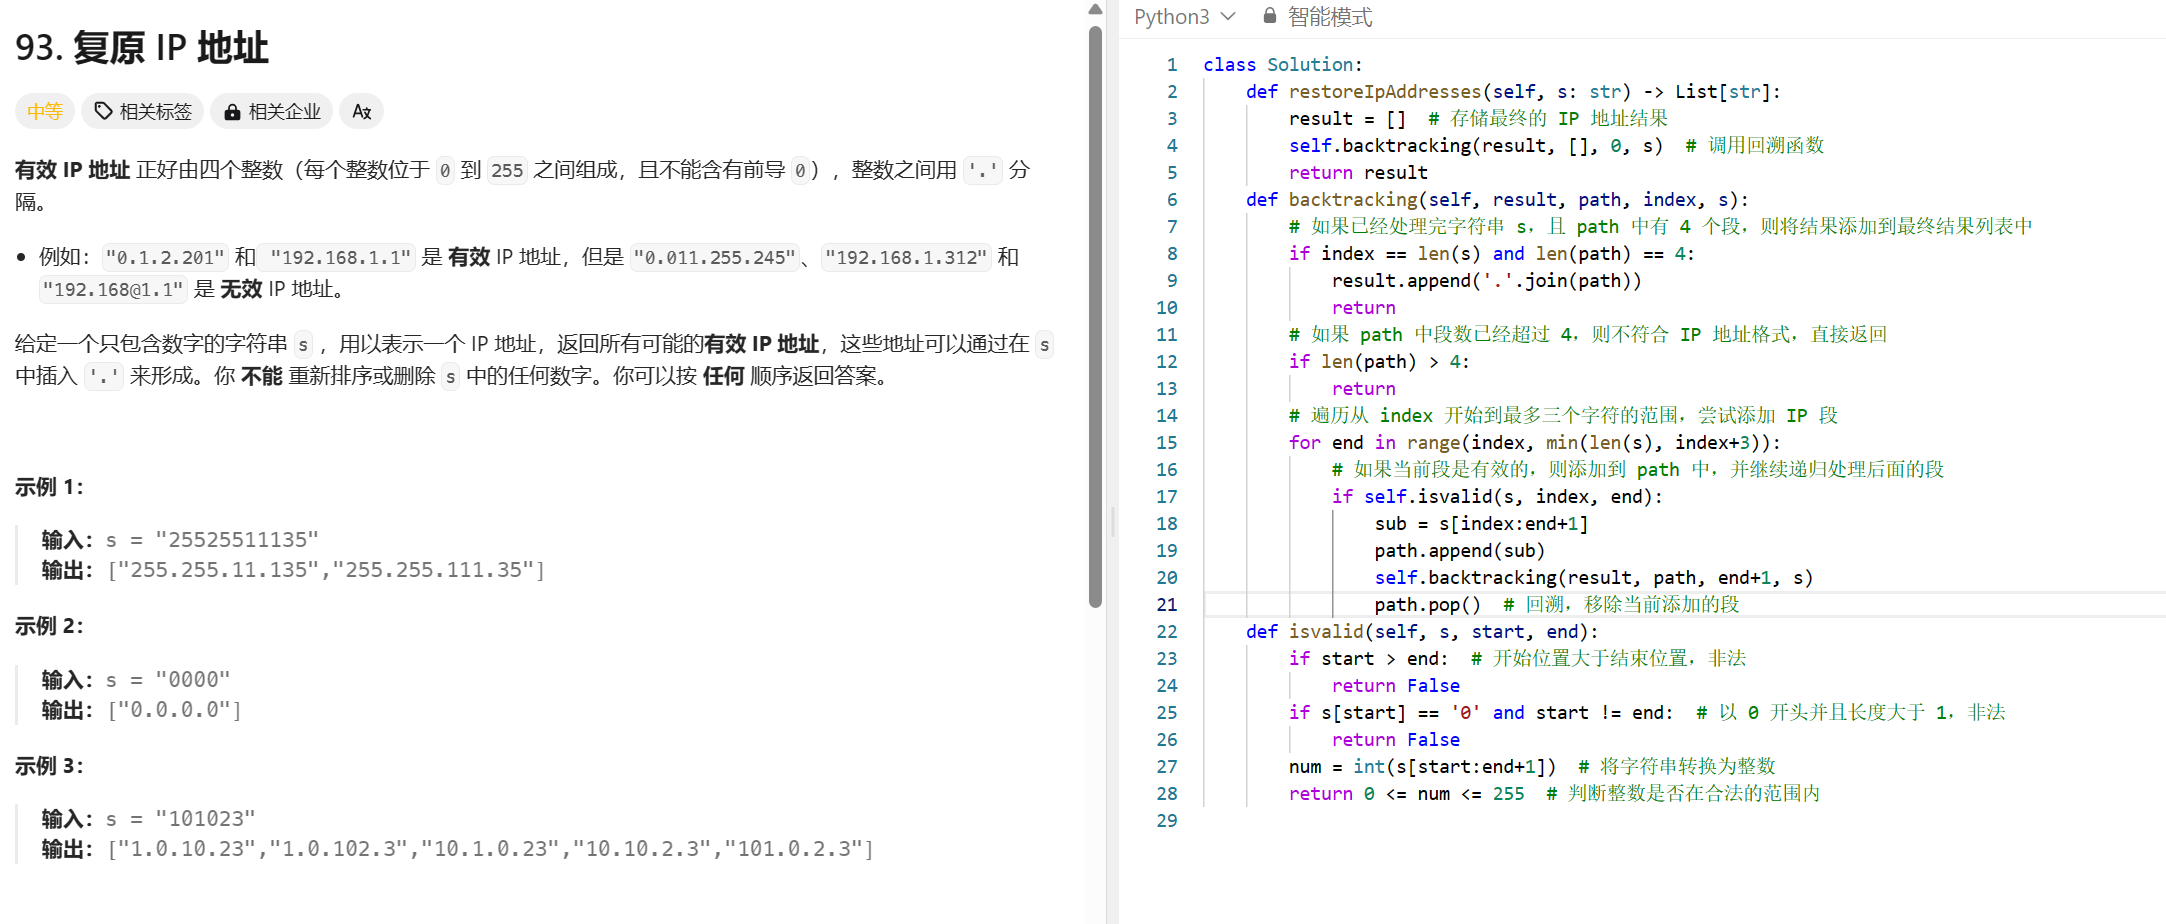 93. 复原 IP 地址
中等 相关标签 相关企业 A文
有效 IP 地址 正好由四个整数（每个整数位于 0 到 255 之间组成，且不能含有前导 0），整数之间用 '.' 分
隔。
• 例如："0.1.2.201" 和 "192.168.1.1" 是 有效 IP 地址，但是 "0.011.255.245"、"192.168.1.312" 和
"192.168@1.1" 是 无效 IP 地址。
给定一个只包含数字的字符串 s ，用以表示一个 IP 地址，返回所有可能的有效 IP 地址，这些地址可以通过在 s
中插入 '.' 来形成。你 不能 重新排序或删除 s 中的任何数字。你可以按 任何 顺序返回答案。
示例 1：
输入：s = "25525511135"
输出：["255.255.11.135","255.255.111.35"]
示例 2：
输入：s = "0000"
输出：["0.0.0.0"]
示例 3：
输入：s = "101023"
输出：["1.0.10.23","1.0.102.3","10.1.0.23","10.10.2.3","101.0.2.3"]
Python3 智能模式
1 class Solution:
2     def restoreIpAddresses(self, s: str) -> List[str]:
3         result = []  # 存储最终的 IP 地址结果
4         self.backtracking(result, [], 0, s)  # 调用回溯函数
5         return result
6     def backtracking(self, result, path, index, s):
7         # 如果已经处理完字符串 s，且 path 中有 4 个段，则将结果添加到最终结果列表中
8         if index == len(s) and len(path) == 4:
9             result.append('.'.join(path))
10             return
11         # 如果 path 中段数已经超过 4，则不符合 IP 地址格式，直接返回
12         if len(path) > 4:
13             return
14         # 遍历从 index 开始到最多三个字符的范围，尝试添加 IP 段
15         for end in range(index, min(len(s), index+3)):
16             # 如果当前段是有效的，则添加到 path 中，并继续递归处理后面的段
17             if self.isvalid(s, index, end):
18                 sub = s[index:end+1]
19                 path.append(sub)
20                 self.backtracking(result, path, end+1, s)
21                 path.pop()  # 回溯，移除当前添加的段
22     def isvalid(self, s, start, end):
23         if start > end:  # 开始位置大于结束位置，非法
24             return False
25         if s[start] == '0' and start != end:  # 以 0 开头并且长度大于 1，非法
26             return False
27         num = int(s[start:end+1])  # 将字符串转换为整数
28         return 0 <= num <= 255  # 判断整数是否在合法的范围内
29